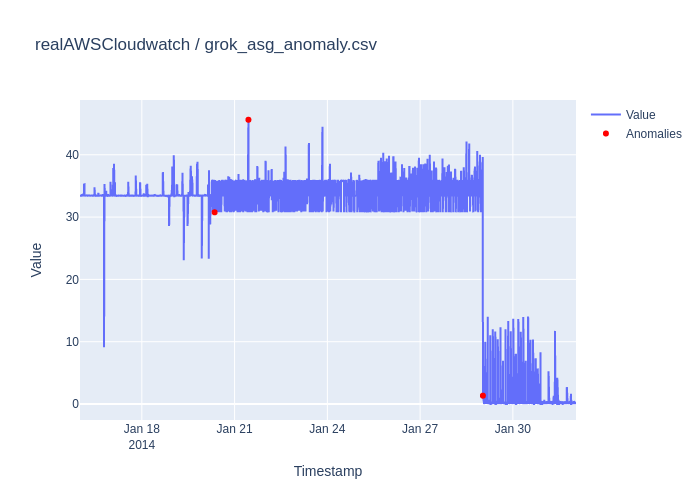 realAWSCloudwatch / grok_asg_anomaly.csv
Value
Anomalies
40
30
20
10
0
Value
Jan 18
2014
Jan 21
Jan 24
Jan 27
Jan 30
Timestamp